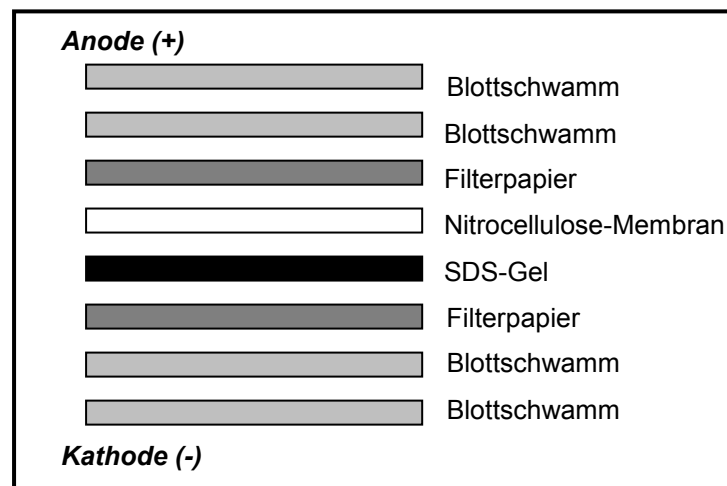 Anode (+)
Blottschwamm
Blottschwamm
Filterpapier
Nitrocellulose-Membran
SDS-Gel
Filterpapier
Blottschwamm
Blottschwamm
Kathode (-)